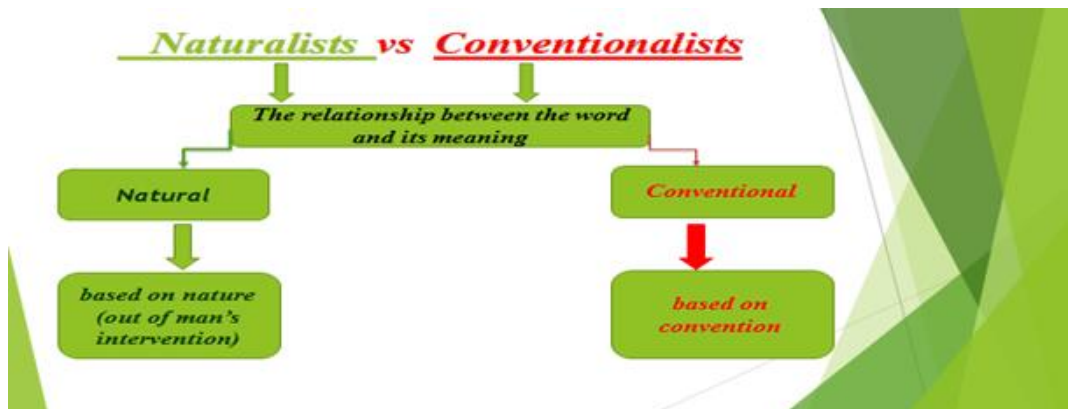 Naturalists vs Conventionalists
The relationship between the word
and its meaning
Natural
Conventional
based on nature
(out of man's
intervention)
based on
convention